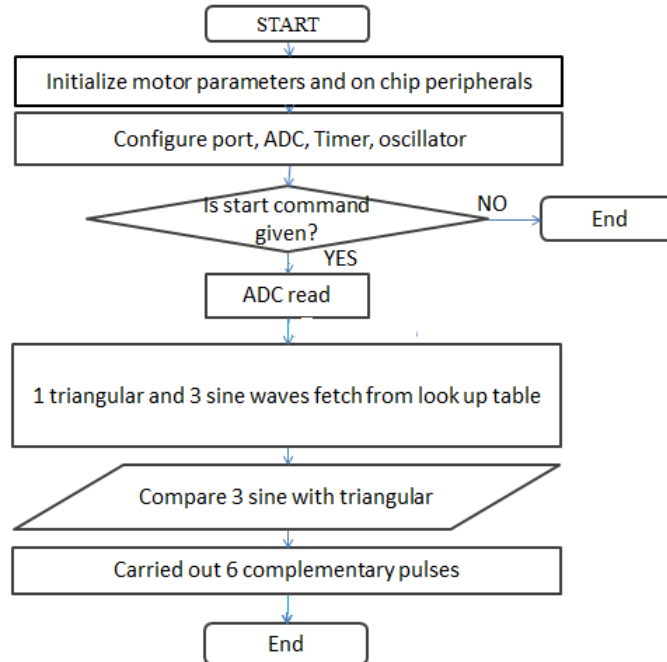 START
Initialize motor parameters and on chip peripherals
Configure port, ADC, Timer, oscillator
Is start command
given?
NO
End
YES
ADC read
1 triangular and 3 sine waves fetch from look up table
Compare 3 sine with triangular
Carried out 6 complementary pulses
End